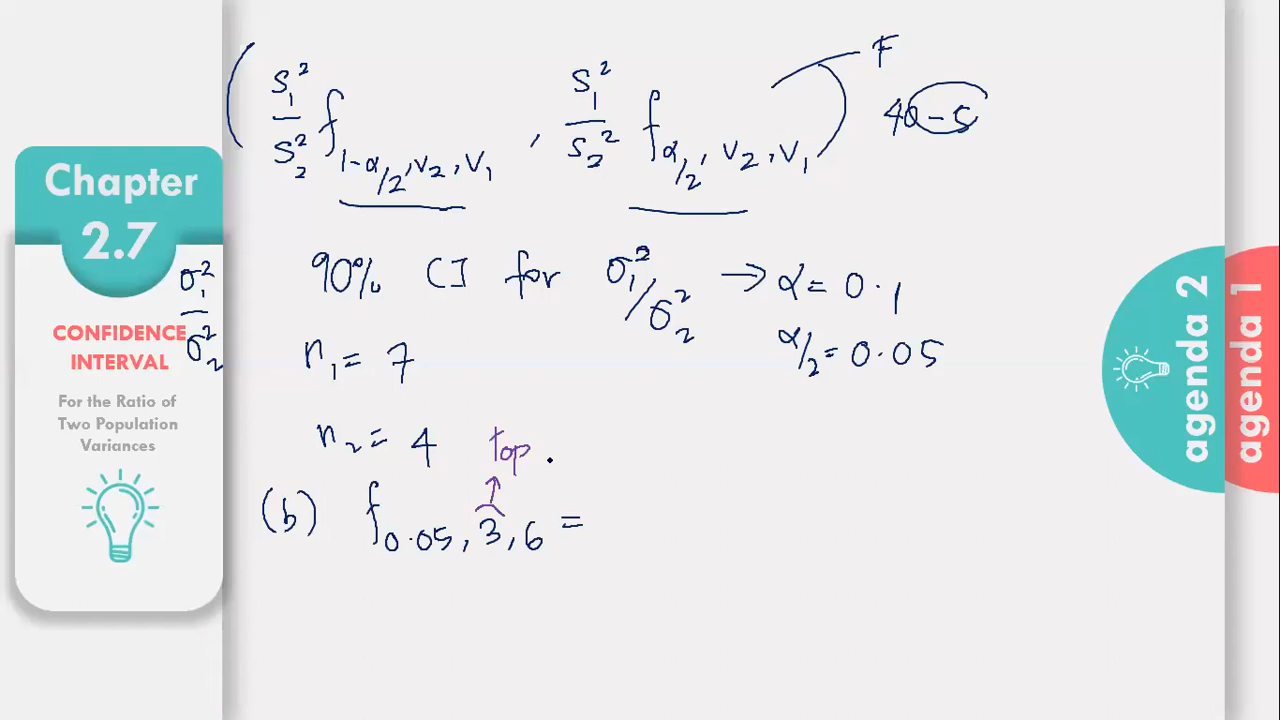 Chapter
2.7
CONFIDENCE
INTERVAL
For the Ratio of
Two Population
Variances
σ₁²/σ₂²
( S₁²/S₂² f₁₋α/₂, v₂, v₁ , S₁²/S₂² fα/₂, v₂, v₁ ) F
90% CI for σ₁²/σ₂² → α = 0.1
α/2 = 0.05
n₁ = 7
n₂ = 4
top
(b) f0.05, 3, 6 =
agenda 2
agenda 1